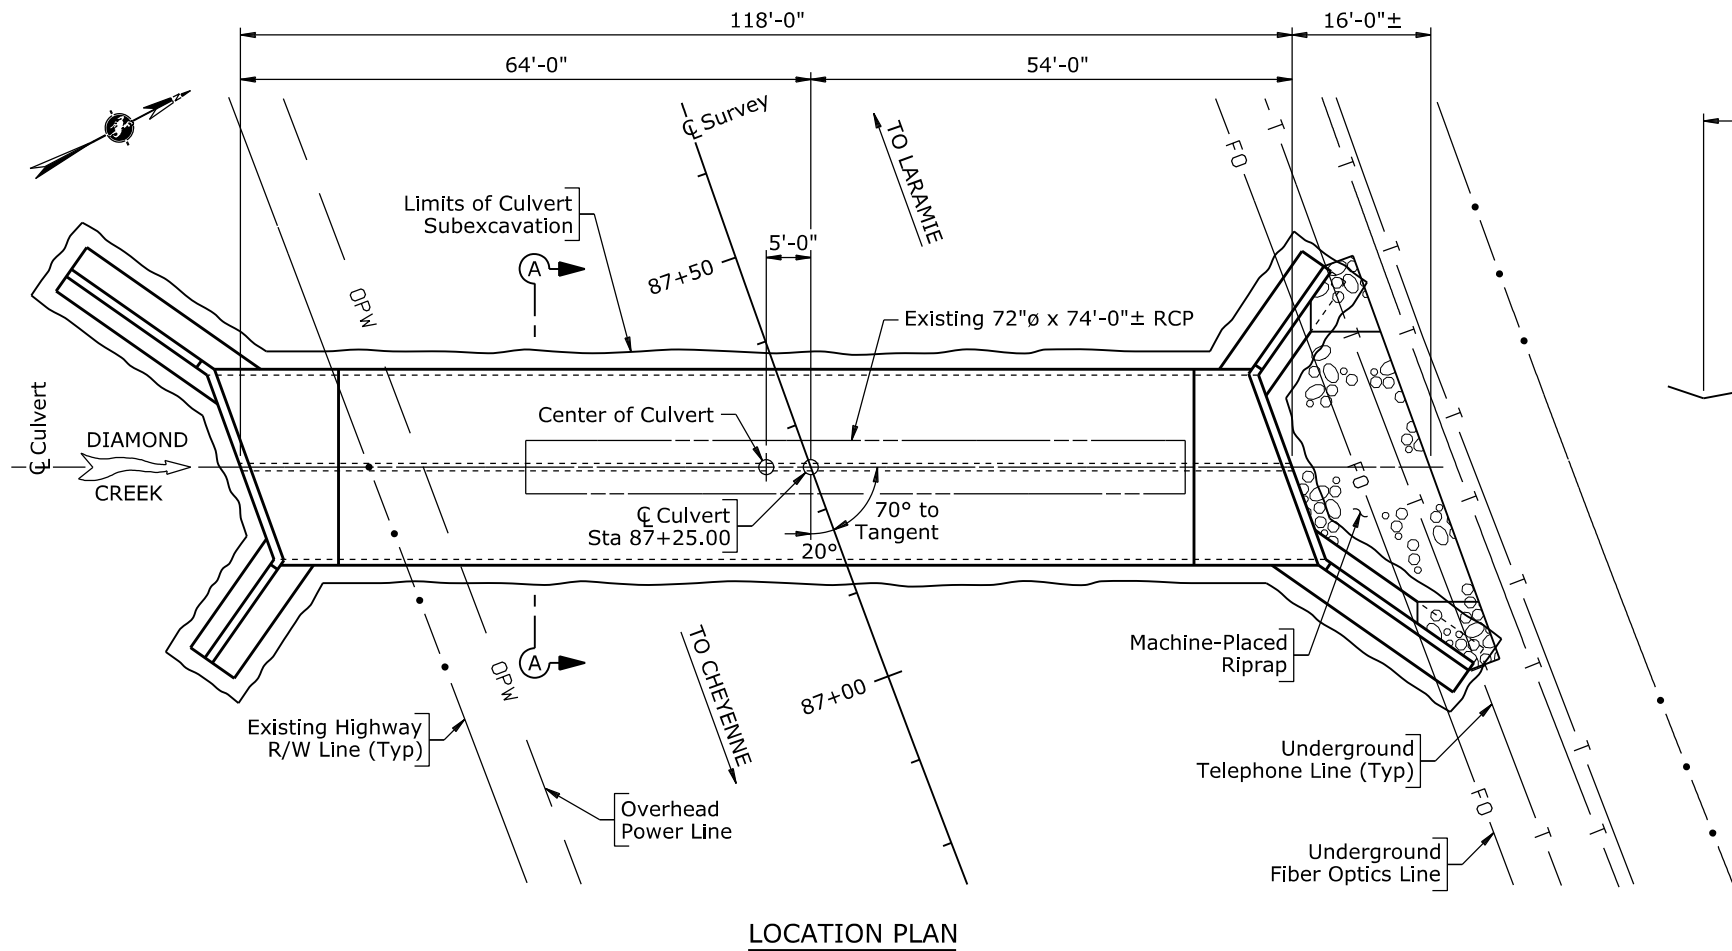 118'-0"
16'-0"±
64'-0"
54'-0"
N
℄ Survey
TO LARAMIE
FO
T
T
T
Limits of Culvert
Subexcavation
5'-0"
A
87+50
OPW
Existing 72"ø x 74'-0"± RCP
T
T
T
℄ Culvert
Center of Culvert
DIAMOND
CREEK
FO
T
T
T
℄ Culvert
Sta 87+25.00
70° to
Tangent
20°
A
TO CHEYENNE
OPW
87+00
Machine-Placed
Riprap
T
T
T
Existing Highway
R/W Line (Typ)
Underground
Telephone Line (Typ)
Overhead
Power Line
FO
T
T
T
Underground
Fiber Optics Line
LOCATION PLAN